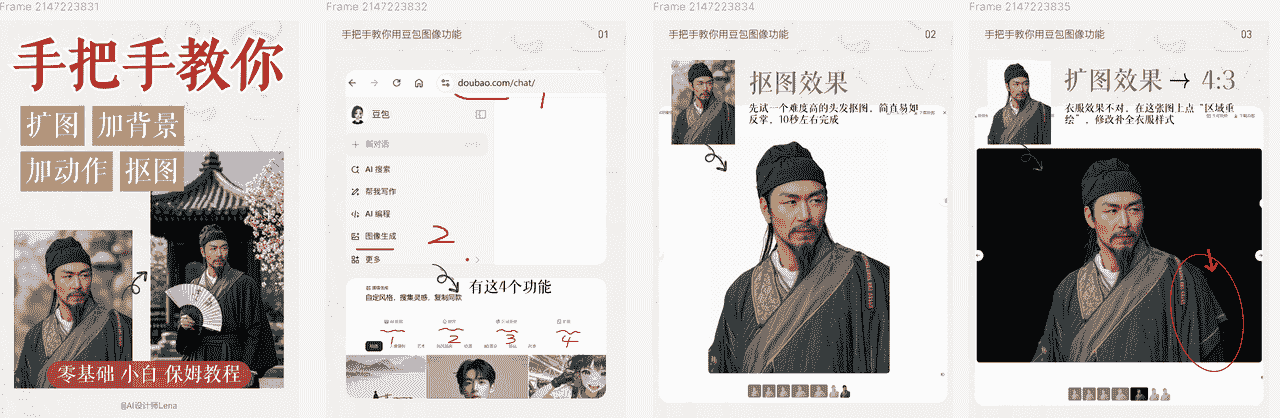 Frame 2147223831
手把手教你
扩图 加背景
加动作 抠图
零基础 小白 保姆教程
@AI设计师Lena
Frame 2147223832
手把手教你用豆包图像功能 01
doubao.com/chat/
1
豆包
新对话
AI 搜索
帮我写作
AI 编程
图像生成
2
更多
有这4个功能
自定风格，搜集灵感，复制同款
1 2 3 4
Frame 2147223834
手把手教你用豆包图像功能 02
抠图效果
先试一个难度高的头发抠图，简直易如
反掌，10秒左右完成
Frame 2147223835
手把手教你用豆包图像功能 03
扩图效果 → 4:3
衣服效果不对，在这张图上点“区域重
绘”，修改补全衣服样式